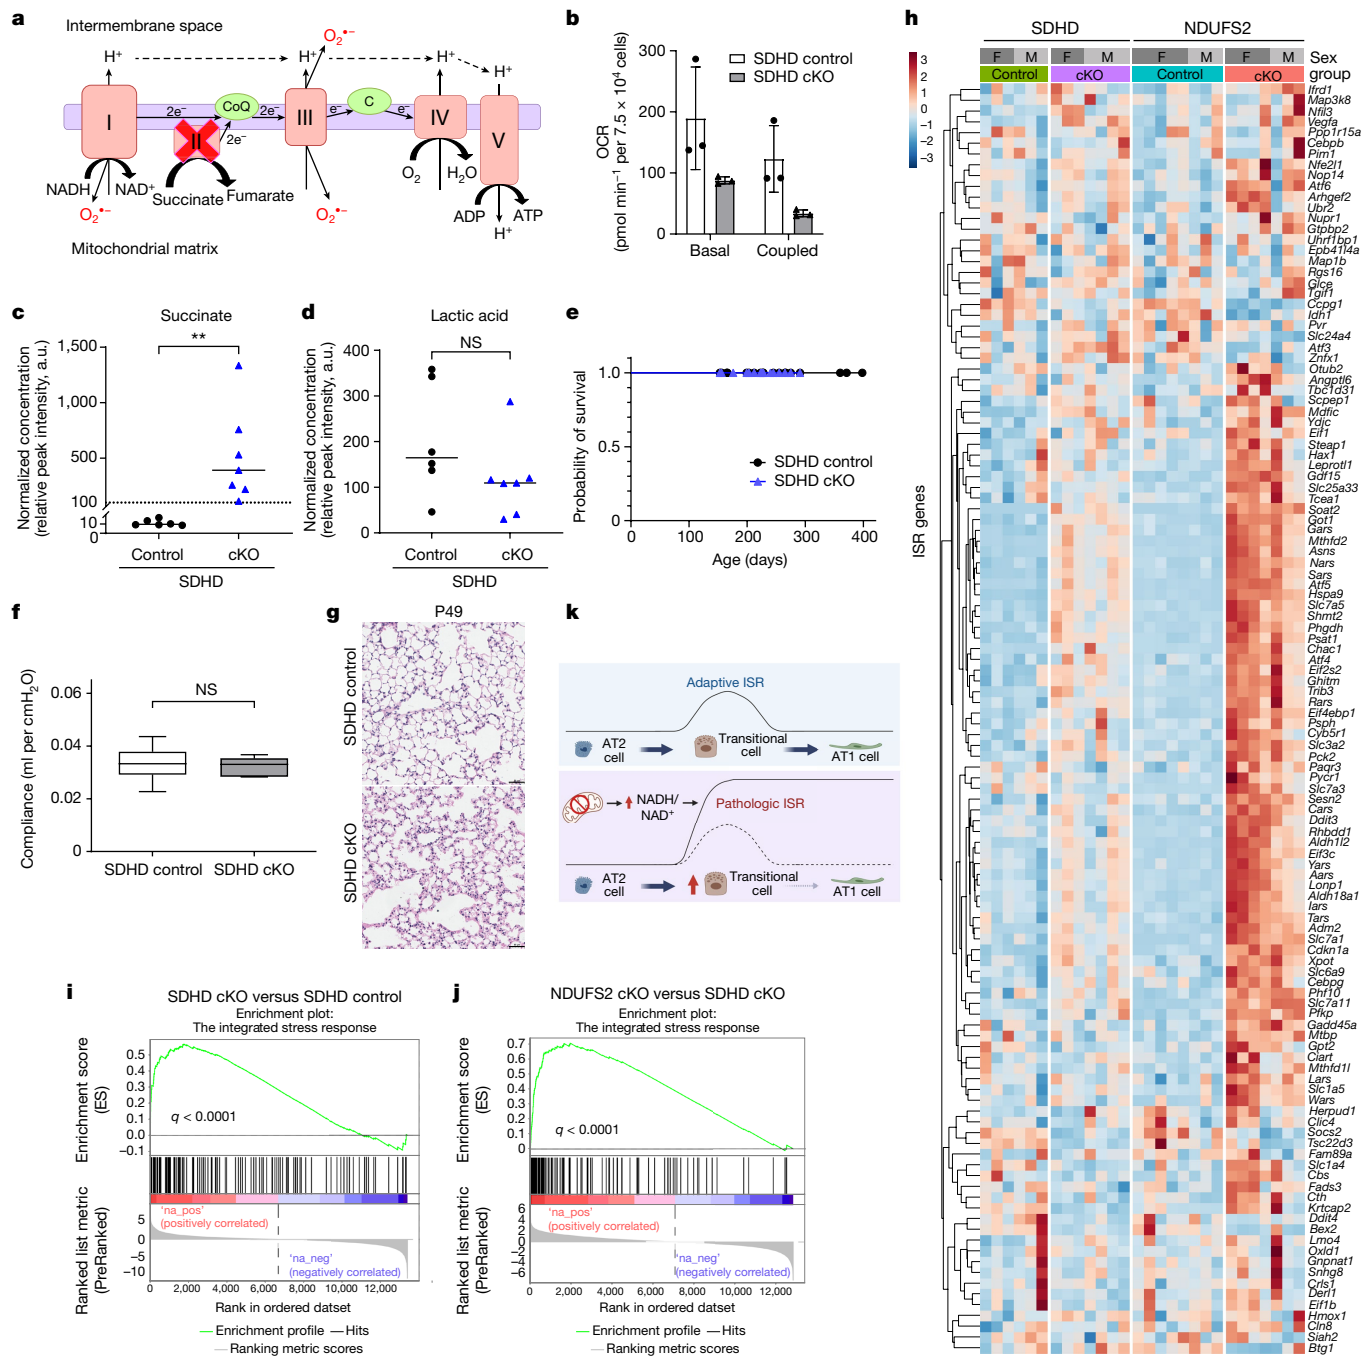 a
Intermembrane space
O₂•−
H⁺
H⁺
H⁺
H⁺
I
II
III
IV
V
CoQ
C
2e⁻
2e⁻
2e⁻
e⁻
e⁻
NADH
NAD⁺
O₂•−
Succinate
Fumarate
O₂•−
O₂
H₂O
ADP
ATP
H⁺
Mitochondrial matrix
b
OCR
(pmol min⁻¹ per 7.5 × 10⁴ cells)
300
200
100
0
SDHD control
SDHD cKO
Basal
Coupled
c
Succinate
Normalized concentration
(relative peak intensity, a.u.)
1,500
1,000
500
100
10
0
**
Control
cKO
SDHD
d
Lactic acid
Normalized concentration
(relative peak intensity, a.u.)
400
300
200
100
0
NS
Control
cKO
SDHD
e
Probability of survival
1.0
0.5
0
SDHD control
SDHD cKO
0
100
200
300
400
Age (days)
f
Compliance (ml per cmH₂O)
0.06
0.04
0.02
0
NS
SDHD control
SDHD cKO
g
P49
SDHD control
SDHD cKO
k
Adaptive ISR
AT2
cell
Transitional
cell
AT1 cell
NADH/
NAD⁺
Pathologic ISR
AT2
cell
Transitional
cell
AT1 cell
i
SDHD cKO versus SDHD control
Enrichment plot:
The integrated stress response
Enrichment score
(ES)
0.5
0.4
0.3
0.2
0.1
0.0
−0.1
q < 0.0001
Ranked list metric
(PreRanked)
5
0
−5
−10
'na_pos'
(positively correlated)
'na_neg'
(negatively correlated)
0
2,000
4,000
6,000
8,000
10,000
12,000
Rank in ordered datset
Enrichment profile
Hits
Ranking metric scores
j
NDUFS2 cKO versus SDHD cKO
Enrichment plot:
The integrated stress response
Enrichment score
(ES)
0.7
0.6
0.5
0.4
0.3
0.2
0.1
0
q < 0.0001
Ranked list metric
(PreRanked)
6
4
2
0
−2
−4
−6
'na_pos'
(positively correlated)
'na_neg'
(negatively correlated)
0
2,000
4,000
6,000
8,000
10,000
12,000
Rank in ordered dataset
Enrichment profile
Hits
Ranking metric scores
h
SDHD
NDUFS2
3
2
1
0
−1
−2
−3
F
M
F
M
F
M
F
M
Sex
Control
cKO
Control
cKO
group
ISR genes
Ifrd1
Map3k8
Nfil3
Vegfa
Ppp1r15a
Cebpb
Pim1
Nfe2l1
Nop14
Atf6
Arhgef2
Ubr2
Nupr1
Gtpbp2
Uhrf1bp1
Epb41l4a
Map1b
Rgs16
Glce
Tgif1
Ccpg1
Idh1
Pvr
Slc24a4
Atf3
Znfx1
Otub2
Angptl6
Tbc1d31
Scpep1
Mdfic
Ydjc
Eif1
Steap1
Hax1
Leprotl1
Gdf15
Slc25a33
Tcea1
Soat2
Got1
Gars
Mthfd2
Asns
Nars
Sars
Atf5
Hspa9
Slc7a5
Shmt2
Phgdh
Psat1
Chac1
Atf4
Eif2s2
Ghitm
Trib3
Rars
Eif4ebp1
Psph
Cyb5r1
Slc3a2
Pck2
Paqr3
Pycr1
Slc7a3
Sesn2
Cars
Ddit3
Rhbdd1
Aldh1l2
Eif3c
Yars
Aars
Lonp1
Aldh18a1
Iars
Tars
Adm2
Slc7a1
Cdkn1a
Xpot
Slc6a9
Cebpg
Phf10
Slc7a11
Pfkp
Gadd45a
Mtbp
Gpt2
Ciart
Mthfd1l
Lars
Slc1a5
Wars
Herpud1
Clic4
Socs2
Tsc22d3
Fam89a
Slc1a4
Cbs
Fads3
Cth
Krtcap2
Ddit4
Bex2
Lmo4
Oxld1
Gnpnat1
Snhg8
Crls1
Derl1
Eif1b
Hmox1
Cln8
Siah2
Btg1